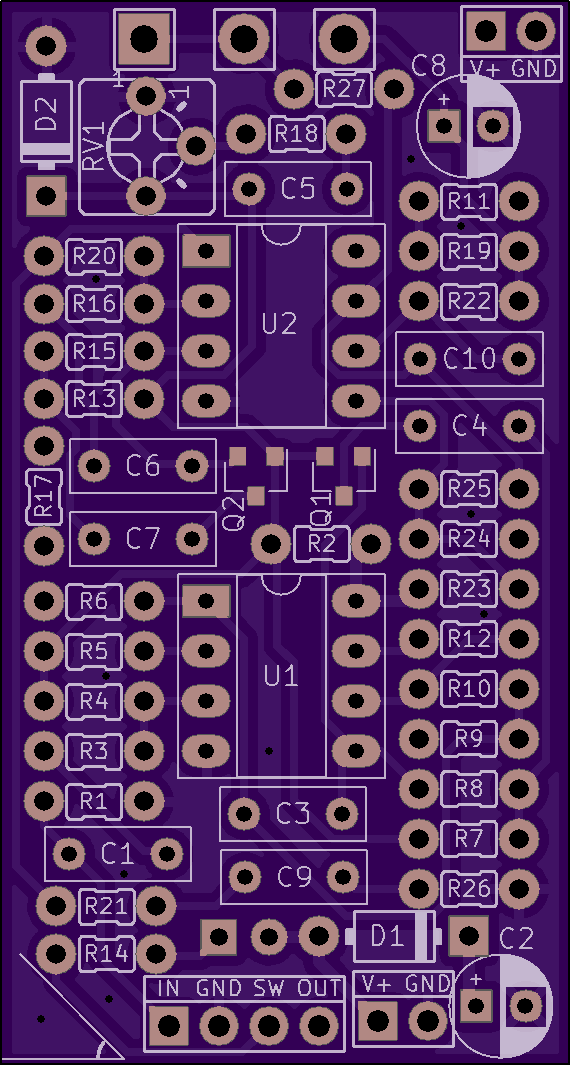 C8
V+ GND
+
R27
1
1
D2
RV1
R18
C5
R11
R20
R19
R16
R22
U2
R15
C10
R13
C4
C6
R17
Q2
Q1
R25
C7
R2
R24
R6
R23
R5
R12
U1
R4
R10
R3
R9
R1
R8
C3
R7
C1
C9
R26
R21
D1
C2
R14
+
IN GND SW OUT
V+ GND